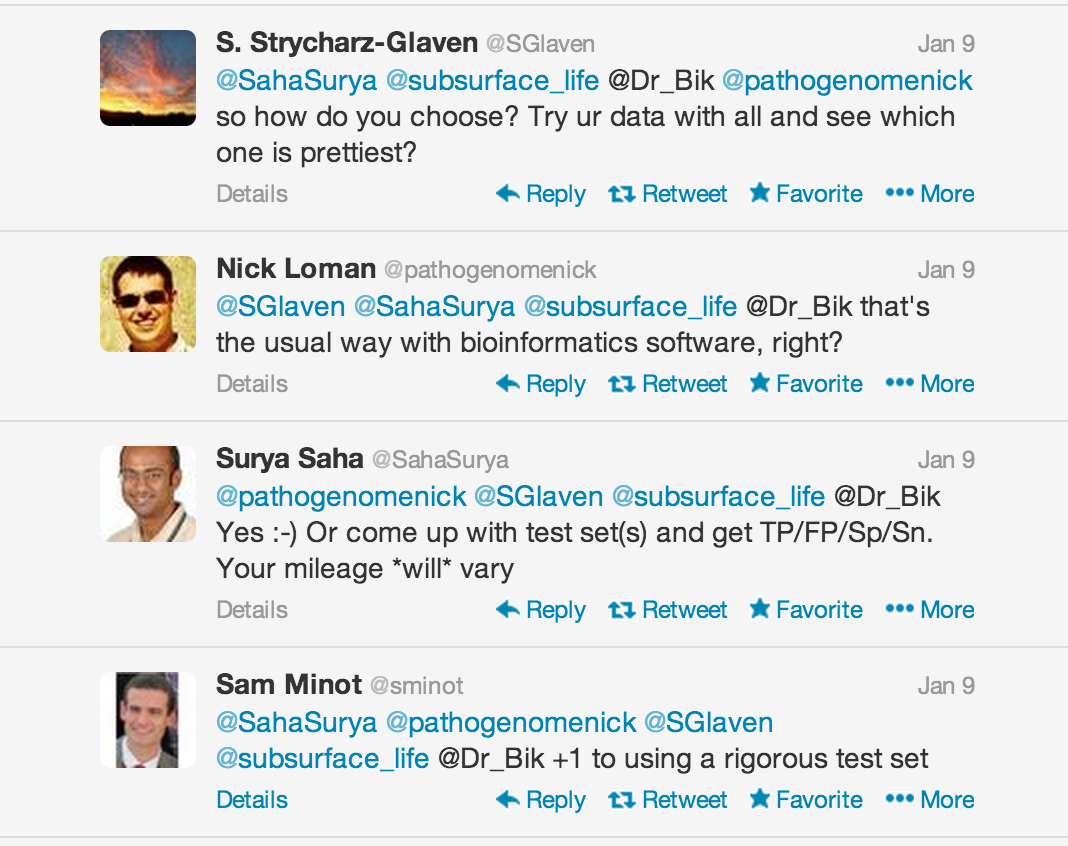 S. Strycharz-Glaven @SGlaven Jan 9
@SahaSurya @subsurface_life @Dr_Bik @pathogenomenick
so how do you choose? Try ur data with all and see which
one is prettiest?
Details Reply Retweet Favorite ••• More
Nick Loman @pathogenomenick Jan 9
@SGlaven @SahaSurya @subsurface_life @Dr_Bik that's
the usual way with bioinformatics software, right?
Details Reply Retweet Favorite ••• More
Surya Saha @SahaSurya Jan 9
@pathogenomenick @SGlaven @subsurface_life @Dr_Bik
Yes :-) Or come up with test set(s) and get TP/FP/Sp/Sn.
Your mileage *will* vary
Details Reply Retweet Favorite ••• More
Sam Minot @sminot Jan 9
@SahaSurya @pathogenomenick @SGlaven
@subsurface_life @Dr_Bik +1 to using a rigorous test set
Details Reply Retweet Favorite ••• More